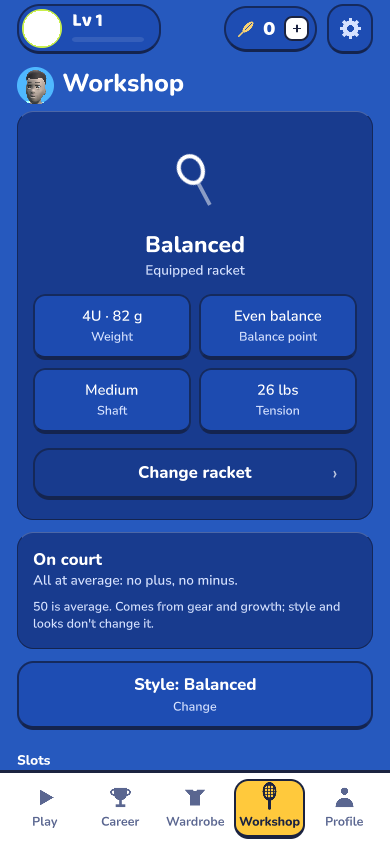 Lv 1
0
+
Workshop
Balanced
Equipped racket
4U · 82 g
Weight
Even balance
Balance point
Medium
Shaft
26 lbs
Tension
Change racket ›
On court
All at average: no plus, no minus.
50 is average. Comes from gear and growth; style and
looks don't change it.
Style: Balanced
Change
Slots
Play
Career
Wardrobe
Workshop
Profile